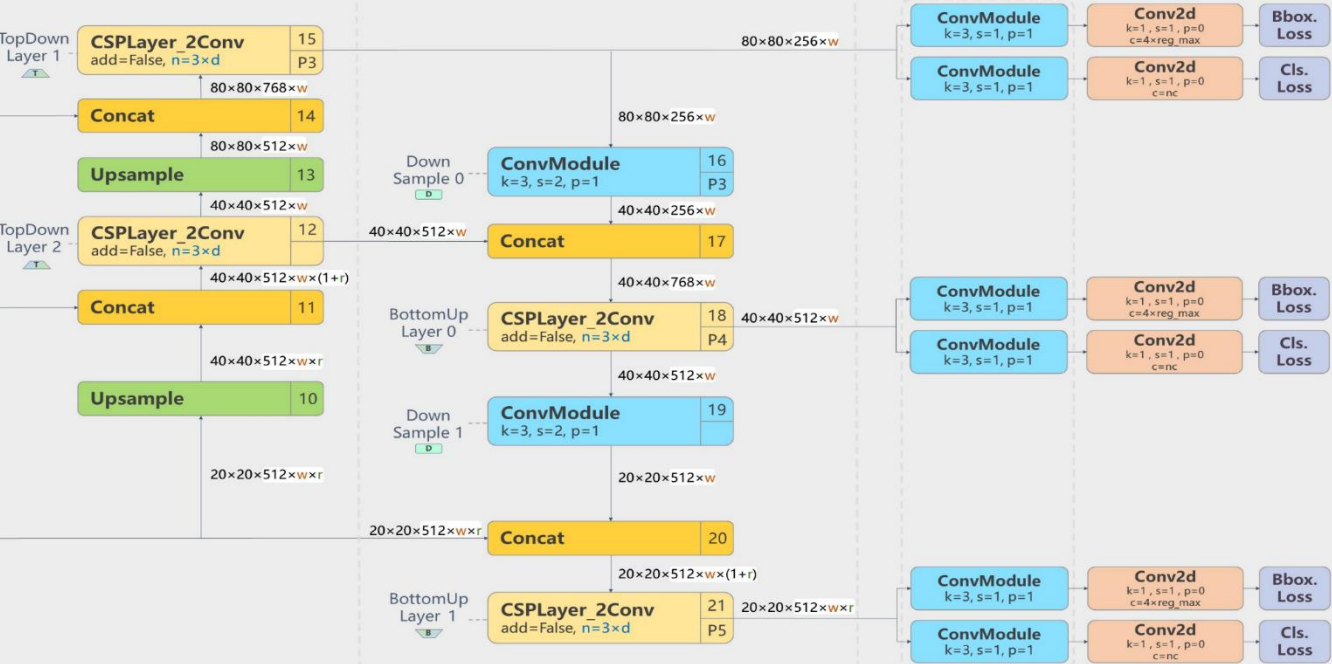 TopDown
Layer 1
T
CSPLayer_2Conv
add=False, n=3×d
15
P3
80×80×768×w
Concat
14
80×80×512×w
Upsample
13
40×40×512×w
TopDown
Layer 2
T
CSPLayer_2Conv
add=False, n=3×d
12
40×40×512×w×(1+r)
Concat
11
40×40×512×w×r
Upsample
10
20×20×512×w×r
80×80×256×w
80×80×256×w
Down
Sample 0
D
ConvModule
k=3, s=2, p=1
16
P3
40×40×256×w
40×40×512×w
Concat
17
40×40×768×w
BottomUp
Layer 0
B
CSPLayer_2Conv
add=False, n=3×d
18
P4
40×40×512×w
40×40×512×w
Down
Sample 1
D
ConvModule
k=3, s=2, p=1
19
20×20×512×w
20×20×512×w×r
Concat
20
20×20×512×w×(1+r)
BottomUp
Layer 1
B
CSPLayer_2Conv
add=False, n=3×d
21
P5
20×20×512×w×r
ConvModule
k=3, s=1, p=1
Conv2d
k=1 , s=1 , p=0
c=4×reg_max
Bbox.
Loss
ConvModule
k=3, s=1, p=1
Conv2d
k=1 , s=1 , p=0
c=nc
Cls.
Loss
ConvModule
k=3, s=1, p=1
Conv2d
k=1 , s=1 , p=0
c=4×reg_max
Bbox.
Loss
ConvModule
k=3, s=1, p=1
Conv2d
k=1 , s=1 , p=0
c=nc
Cls.
Loss
ConvModule
k=3, s=1, p=1
Conv2d
k=1 , s=1 , p=0
c=4×reg_max
Bbox.
Loss
ConvModule
k=3, s=1, p=1
Conv2d
k=1 , s=1 , p=0
c=nc
Cls.
Loss